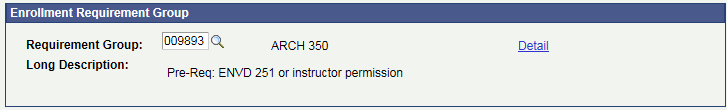 Enrollment Requirement Group
Requirement Group: 009893 ARCH 350 Detail
Long Description: Pre-Req: ENVD 251 or instructor permission